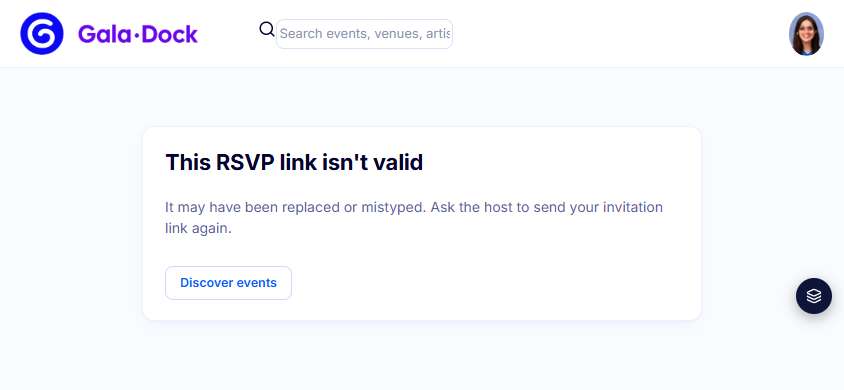 Gala·Dock
Search events, venues, artis
This RSVP link isn't valid
It may have been replaced or mistyped. Ask the host to send your invitation
link again.
Discover events